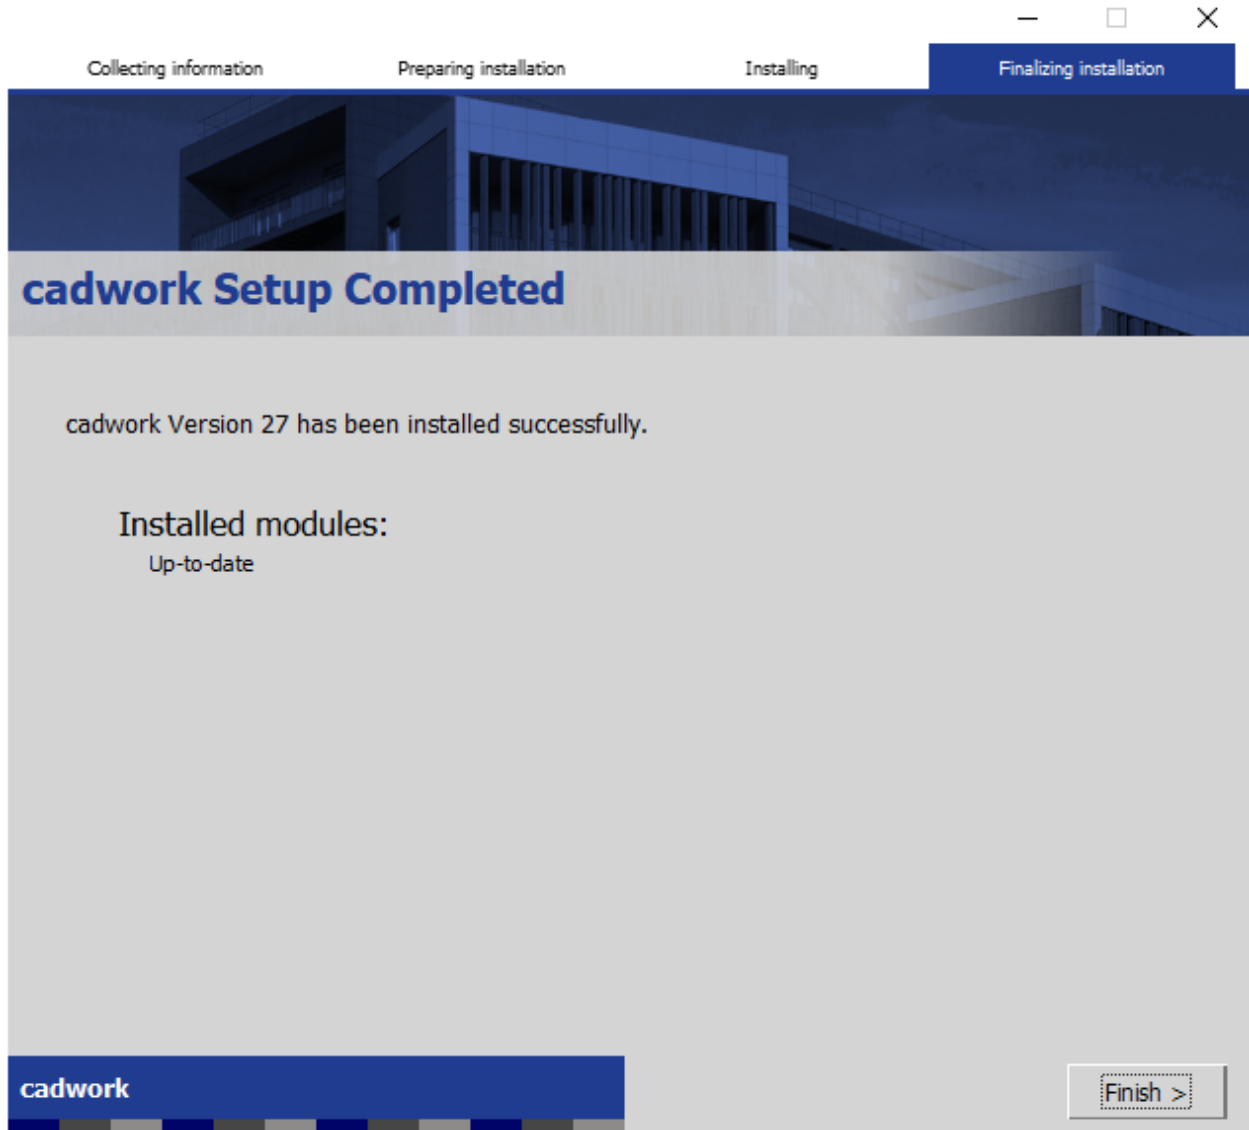 Collecting information
Preparing installation
Installing
Finalizing installation
cadwork Setup Completed
cadwork Version 27 has been installed successfully.
Installed modules:
Up-to-date
cadwork
Finish >